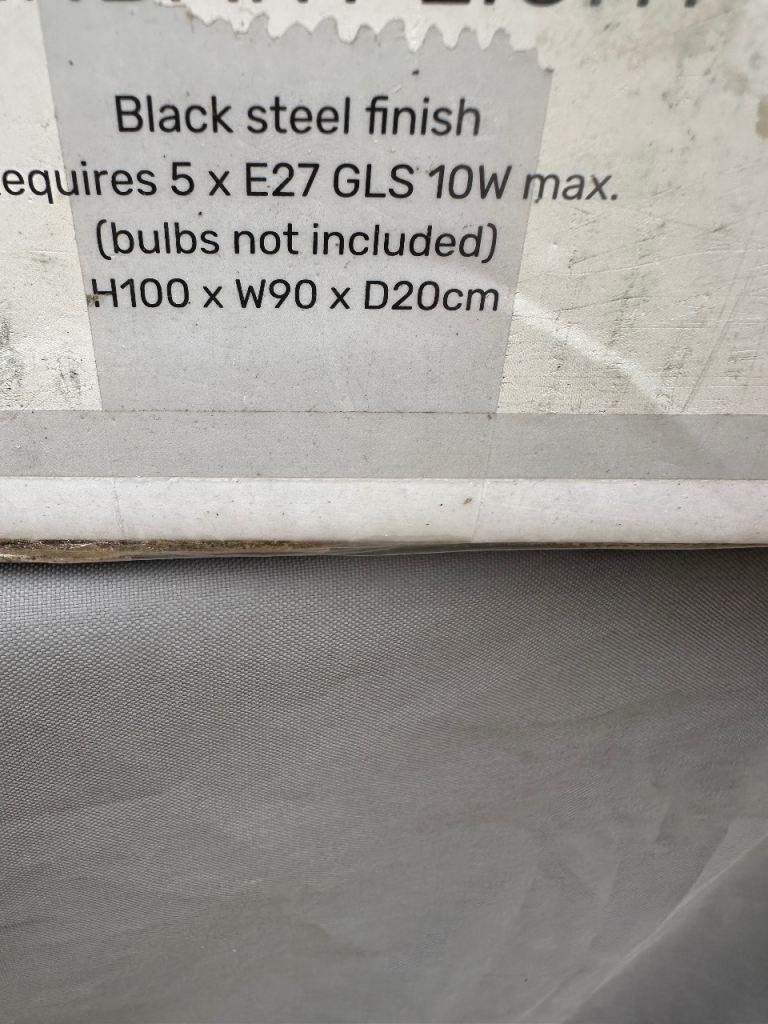 Black steel finish
equires 5 x E27 GLS 10W max.
(bulbs not included)
H100 x W90 x D20cm